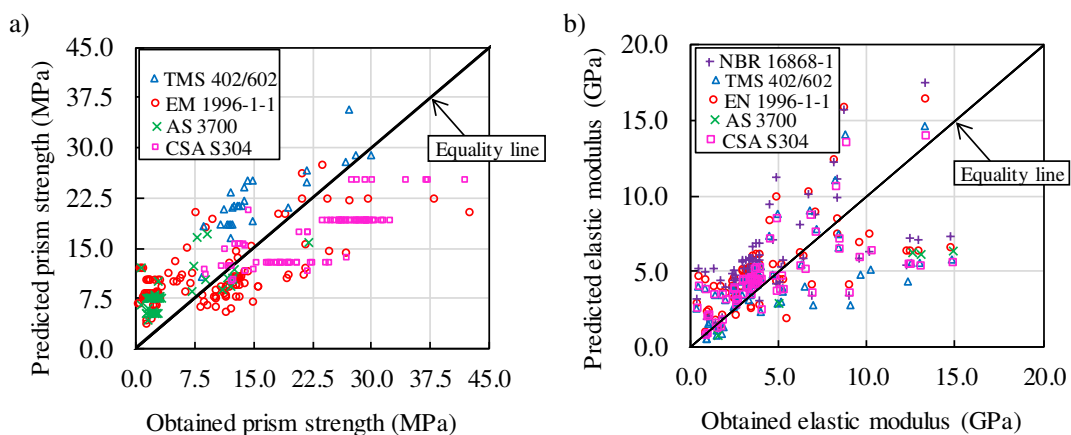 a)
Predicted prism strength (MPa)
45.0
37.5
30.0
22.5
15.0
7.5
0.0
TMS 402/602
EM 1996-1-1
AS 3700
CSA S304
Equality line
0.0 7.5 15.0 22.5 30.0 37.5 45.0
Obtained prism strength (MPa)
b)
Predicted elastic modulus (GPa)
20.0
15.0
10.0
5.0
0.0
NBR 16868-1
TMS 402/602
EN 1996-1-1
AS 3700
CSA S304
Equality line
0.0 5.0 10.0 15.0 20.0
Obtained elastic modulus (GPa)